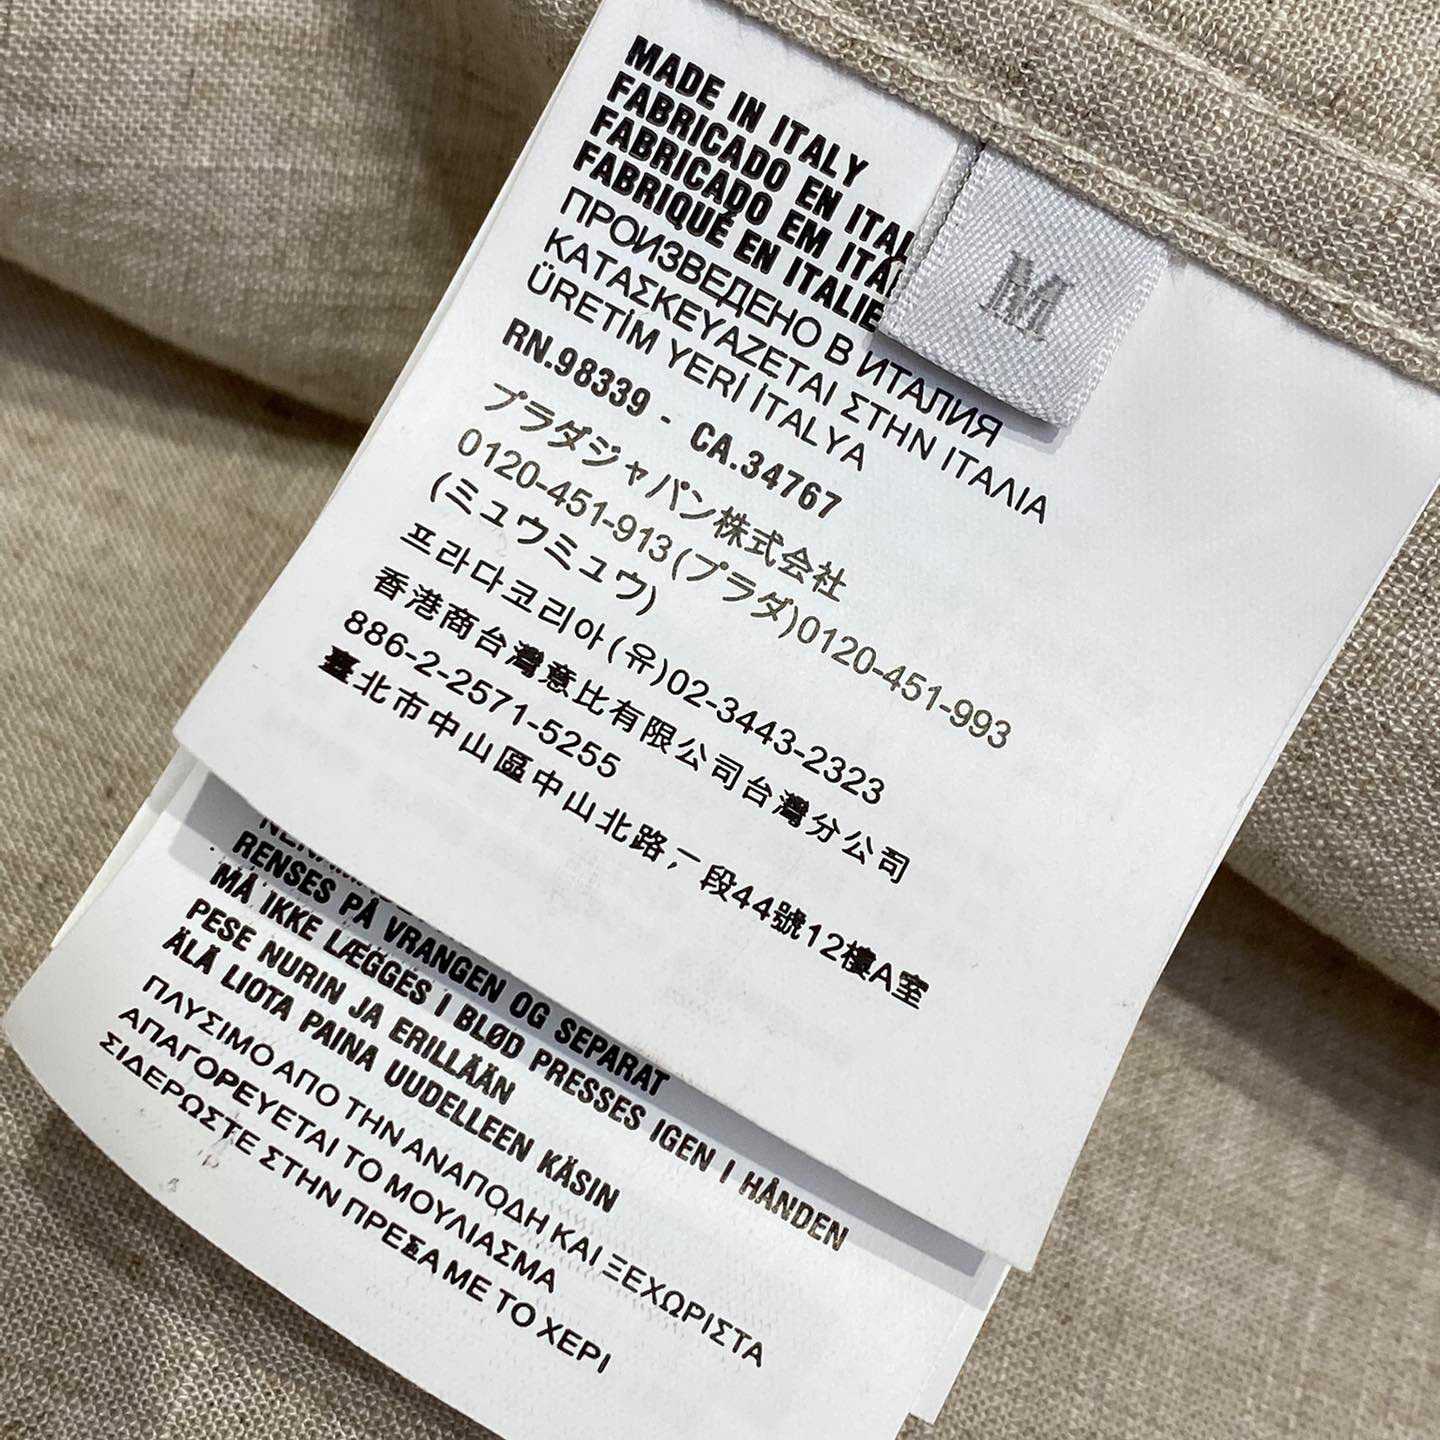 MADE IN ITALY
FABRICADO EN ITAL
FABRICADO EM ITÁ
FABRIQUÉ EN ITALIE
ПРОИЗВЕДЕНО В ИТАЛИЯ
ΚΑΤΑΣΚΕΥΑΖΕΤΑΙ ΣΤΗΝ ΙΤΑΛΙΑ
ÜRETİM YERİ İTALYA
RN.98339 - CA.34767
プラダジャパン株式会社
0120-451-913(プラダ)0120-451-993
(ミュウミュウ)
프라다코리아(유)02-3443-2323
香港商台灣意比有限公司台灣分公司
886-2-2571-5255
臺北市中山區中山北路,一段44號12樓A室
M
RENSES PÅ VRANGEN OG SEPARAT
MÅ IKKE LÆGGES I BLØD PRESSES IGEN I HÅNDEN
PESE NURIN JA ERILLÄÄN
ÄLÄ LIOTA PAINA UUDELLEEN KÄSIN
ΠΛΥΣΙΜΟ ΑΠΟ ΤΗΝ ΑΝΑΠΟΔΗ ΚΑΙ ΞΕΧΩΡΙΣΤΑ
ΑΠΑΓΟΡΕΥΕΤΑΙ ΤΟ ΜΟΥΛΙΑΣΜΑ
ΣΙΔΕΡΩΣΤΕ ΣΤΗΝ ΠΡΕΣΑ ΜΕ ΤΟ ΧΕΡΙ